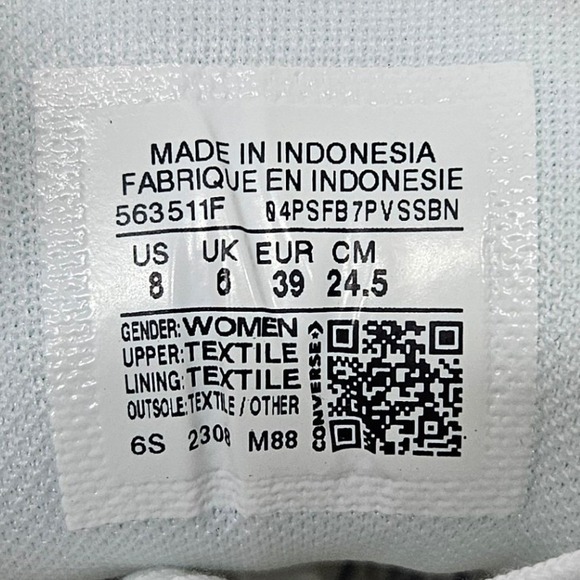 MADE IN INDONESIA
FABRIQUE EN INDONESIE
563511F 04PSFB7PVSSBN
US UK EUR CM
8 6 39 24.5
GENDER: WOMEN
UPPER: TEXTILE
LINING: TEXTILE
OUTSOLE: TEXTILE / OTHER
6S 2308 M88
CONVERSE